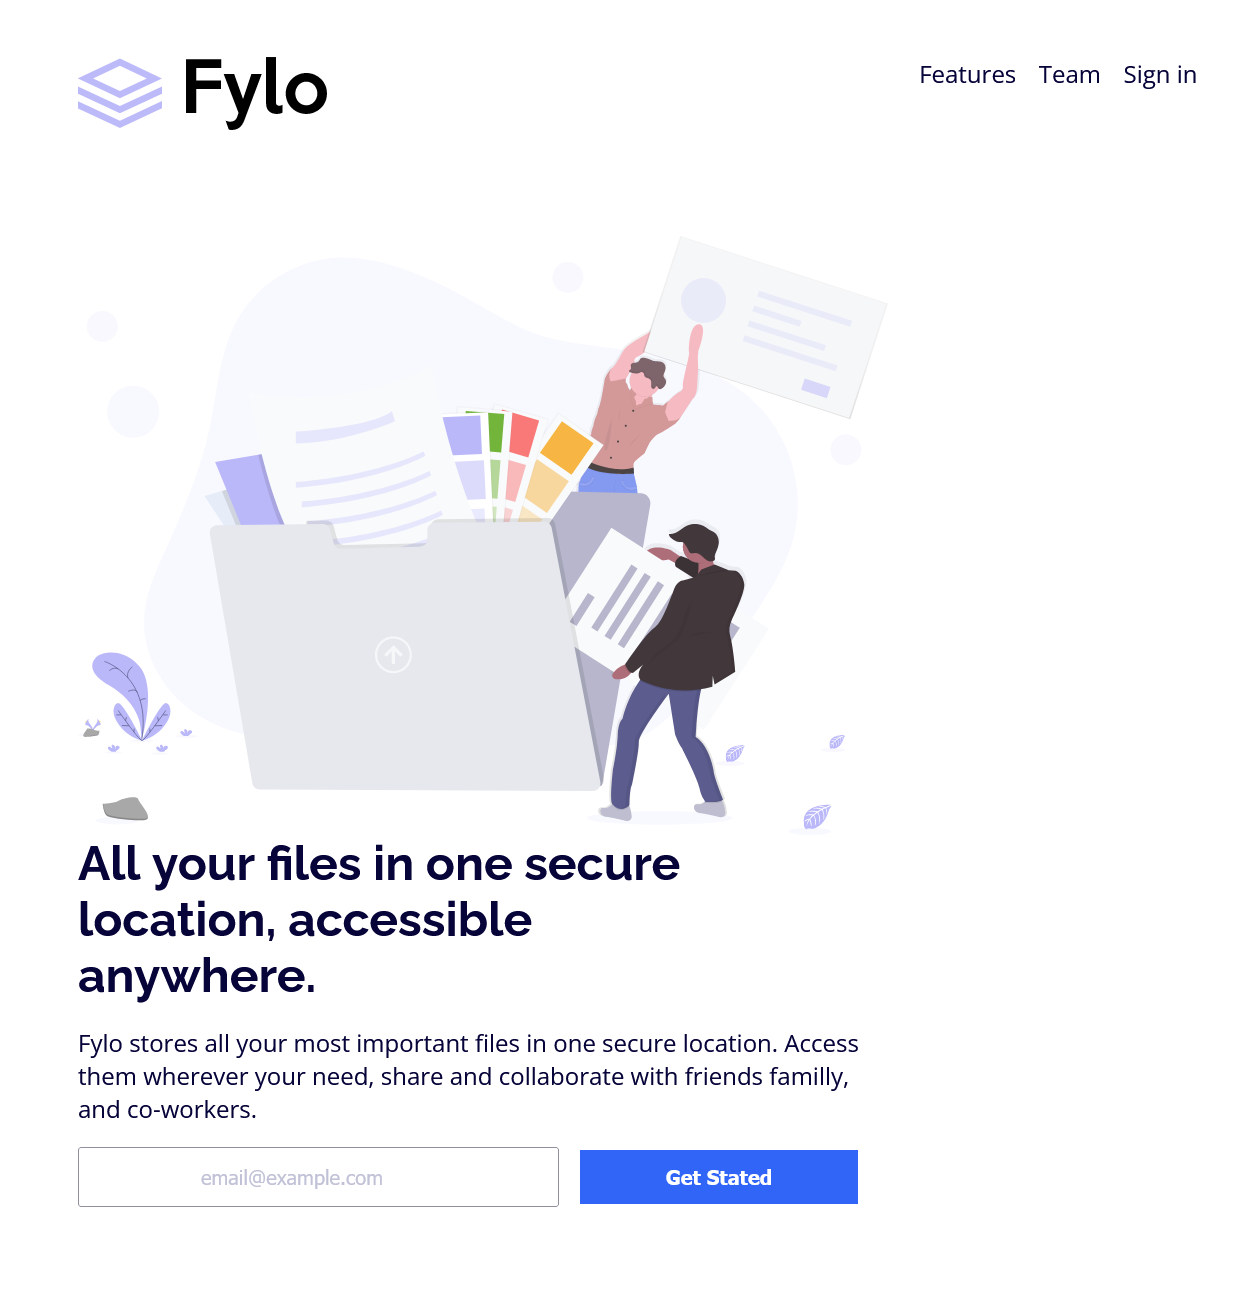 Fylo
Features Team Sign in
All your files in one secure
location, accessible
anywhere.
Fylo stores all your most important files in one secure location. Access
them wherever your need, share and collaborate with friends familly,
and co-workers.
email@example.com
Get Stated